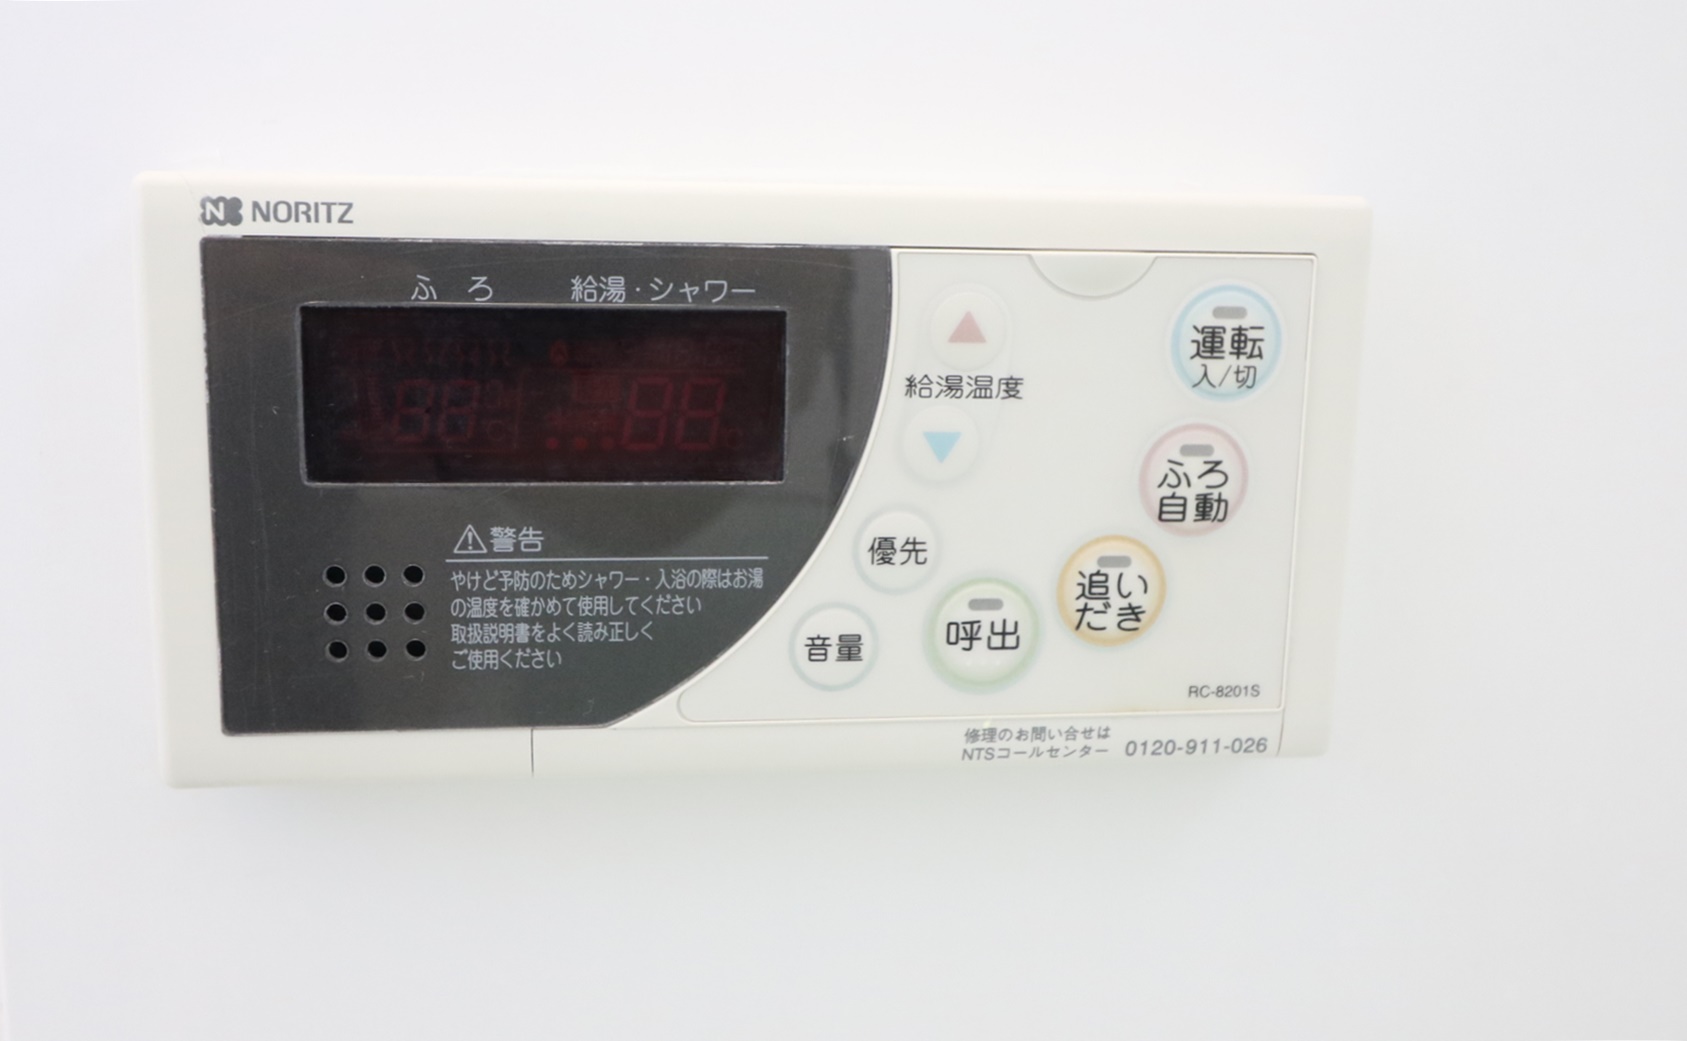 NORITZ
ふろ 給湯・シャワー
運転
入/切
給湯温度
ふろ
自動
優先
追い
だき
呼出
音量
警告
やけど予防のためシャワー・入浴の際はお湯
の温度を確かめて使用してください
取扱説明書をよく読み正しく
ご使用ください
RC-8201S
修理のお問い合せは
NTSコールセンター 0120-911-026